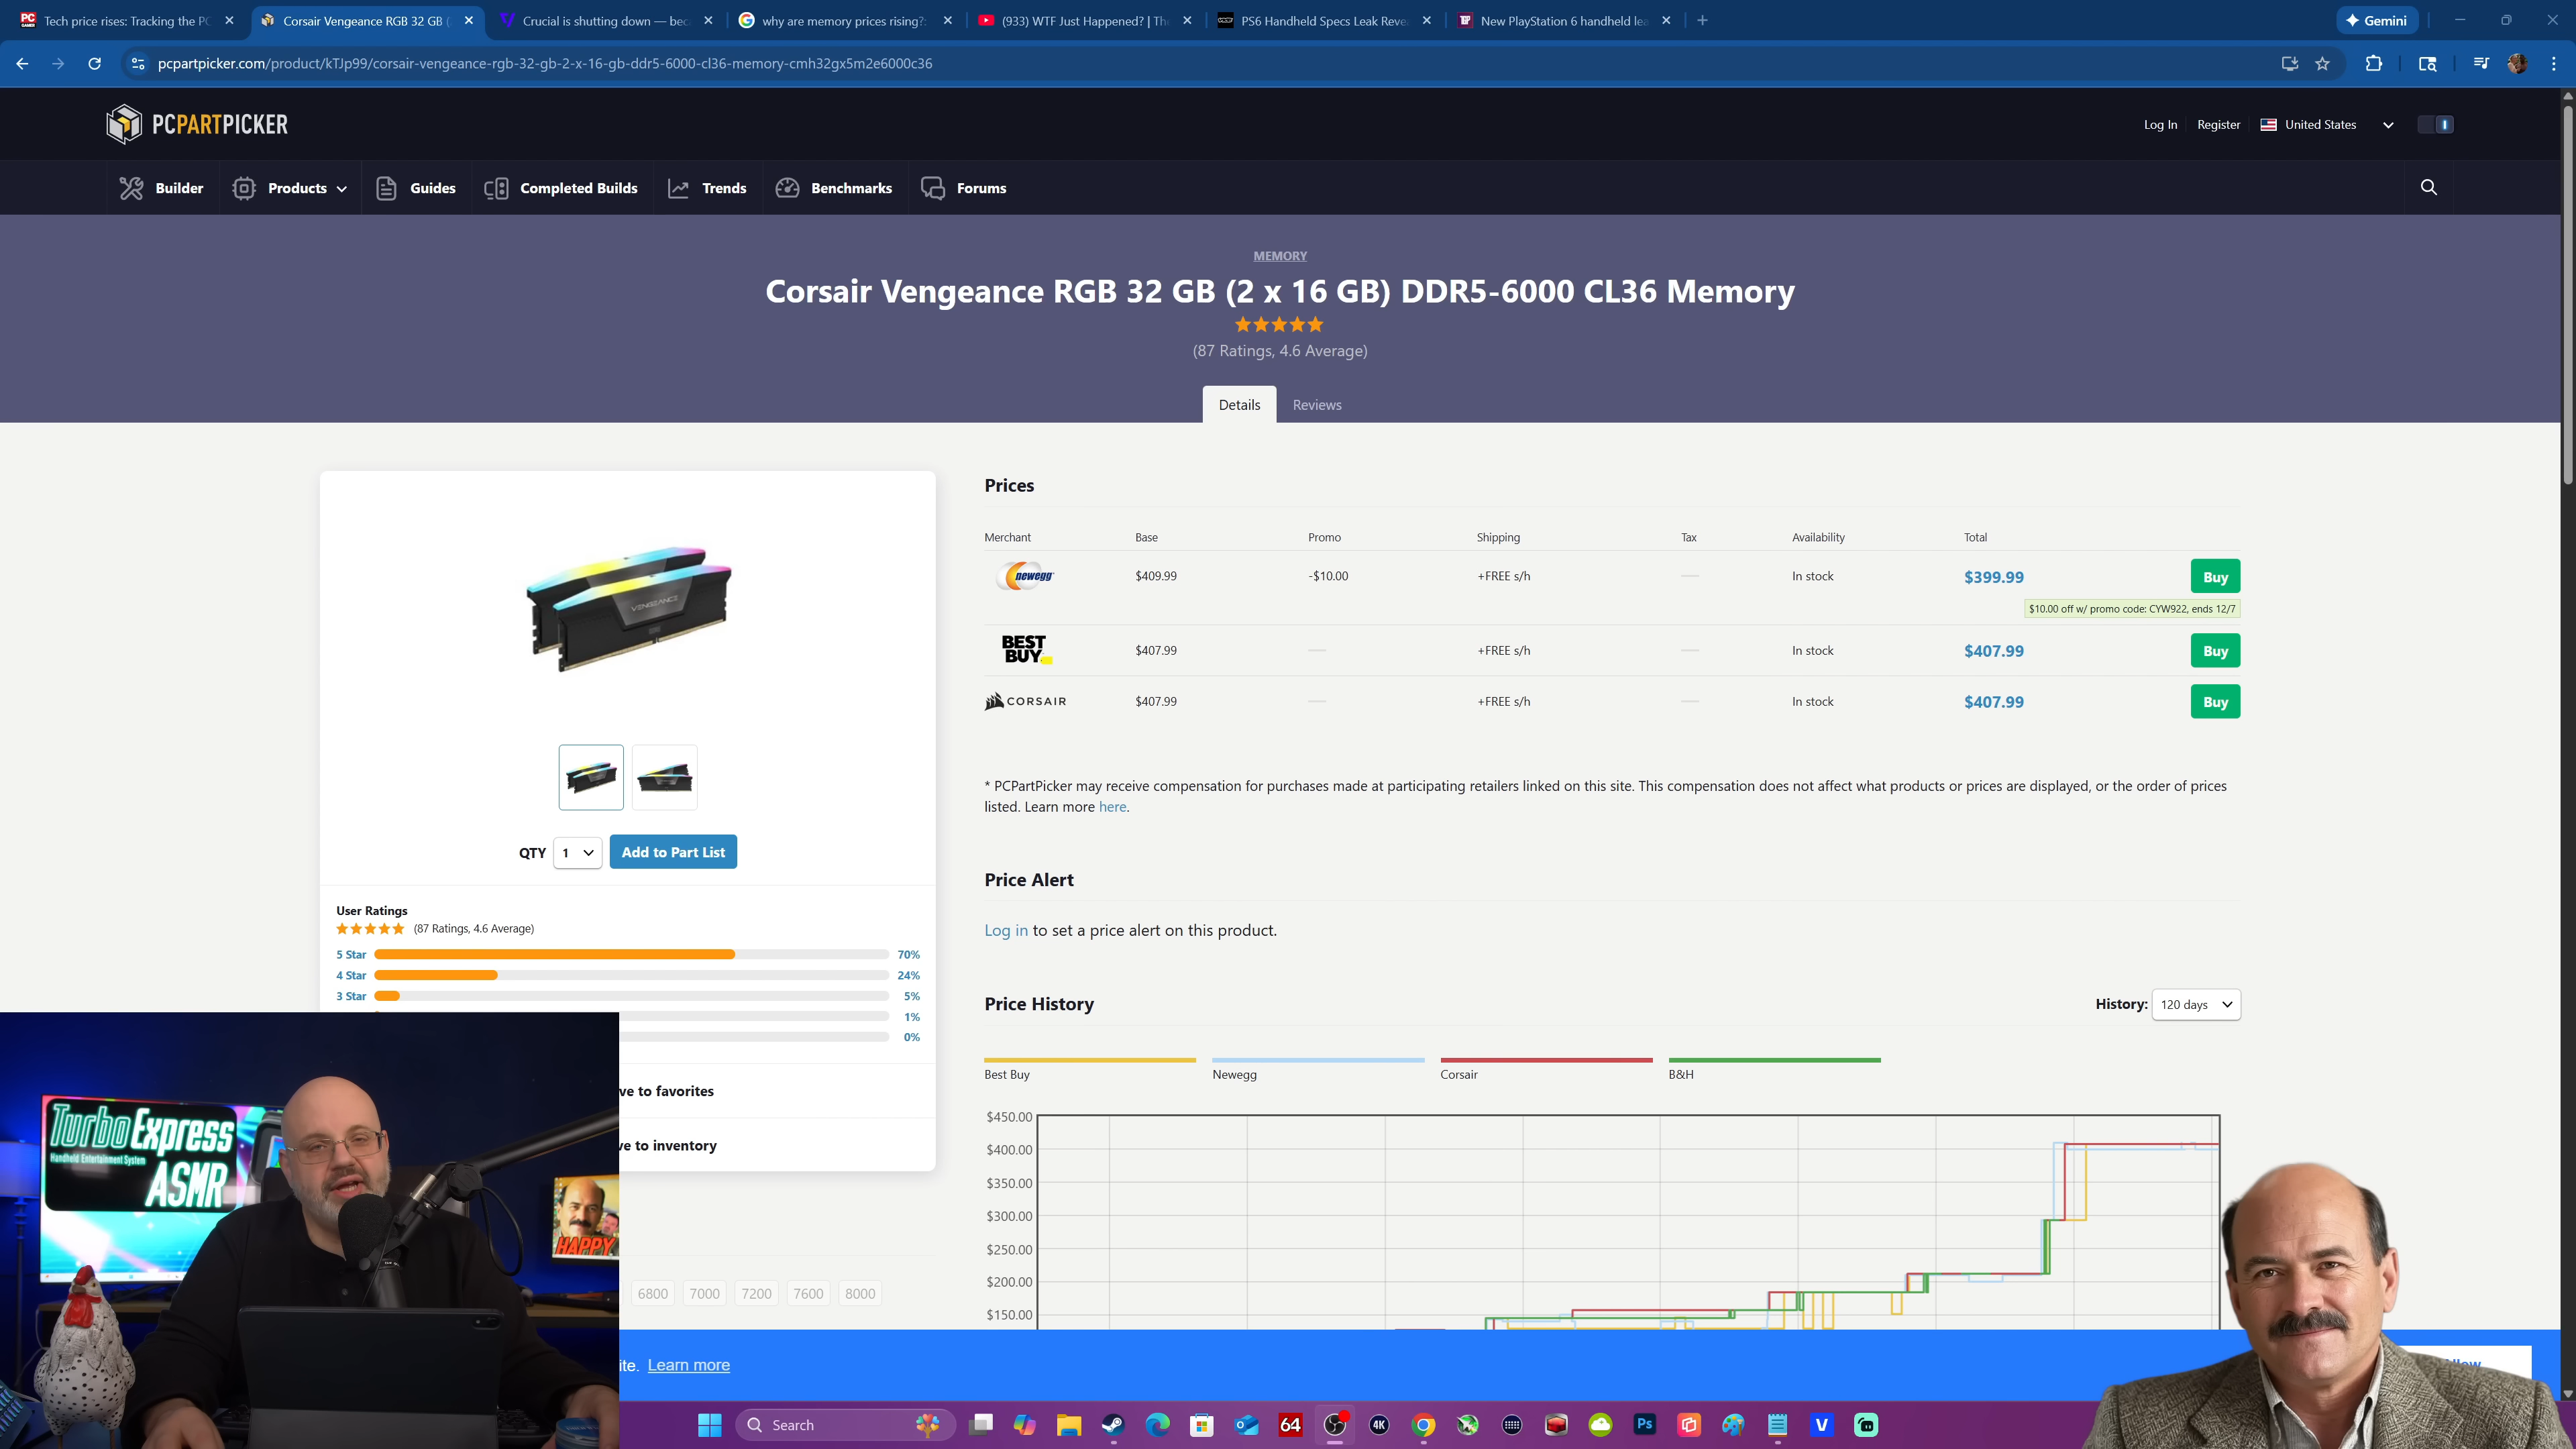 Tech price rises: Tracking the PC
Corsair Vengeance RGB 32 GB (
Crucial is shutting down — bec
why are memory prices rising?:
(933) WTF Just Happened? | The
PS6 Handheld Specs Leak Reve
New PlayStation 6 handheld lea
Gemini
pcpartpicker.com/product/kTJp99/corsair-vengeance-rgb-32-gb-2-x-16-gb-ddr5-6000-cl36-memory-cmh32gx5m2e6000c36
PCPARTPICKER
Log In Register United States
Builder Products Guides Completed Builds Trends Benchmarks Forums
MEMORY
Corsair Vengeance RGB 32 GB (2 x 16 GB) DDR5-6000 CL36 Memory
(87 Ratings, 4.6 Average)
Details Reviews
Prices
Merchant Base Promo Shipping Tax Availability Total
newegg $409.99 -$10.00 +FREE s/h — In stock $399.99 Buy
$10.00 off w/ promo code: CYW922, ends 12/7
BEST BUY $407.99 — +FREE s/h — In stock $407.99 Buy
CORSAIR $407.99 — +FREE s/h — In stock $407.99 Buy
* PCPartPicker may receive compensation for purchases made at participating retailers linked on this site. This compensation does not affect what products or prices are displayed, or the order of prices
listed. Learn more here.
VENGEANCE
QTY 1 Add to Part List
Price Alert
Log in to set a price alert on this product.
User Ratings
(87 Ratings, 4.6 Average)
5 Star 70%
4 Star 24%
3 Star 5%
1%
0%
ve to favorites
ve to inventory
Price History
History: 120 days
Best Buy Newegg Corsair B&H
$450.00
$400.00
$350.00
$300.00
$250.00
$200.00
$150.00
6800 7000 7200 7600 8000
TurboExpress
Handheld Entertainment System
ASMR
HAPPY
ite. Learn more
Search
64
4K
Ps
V